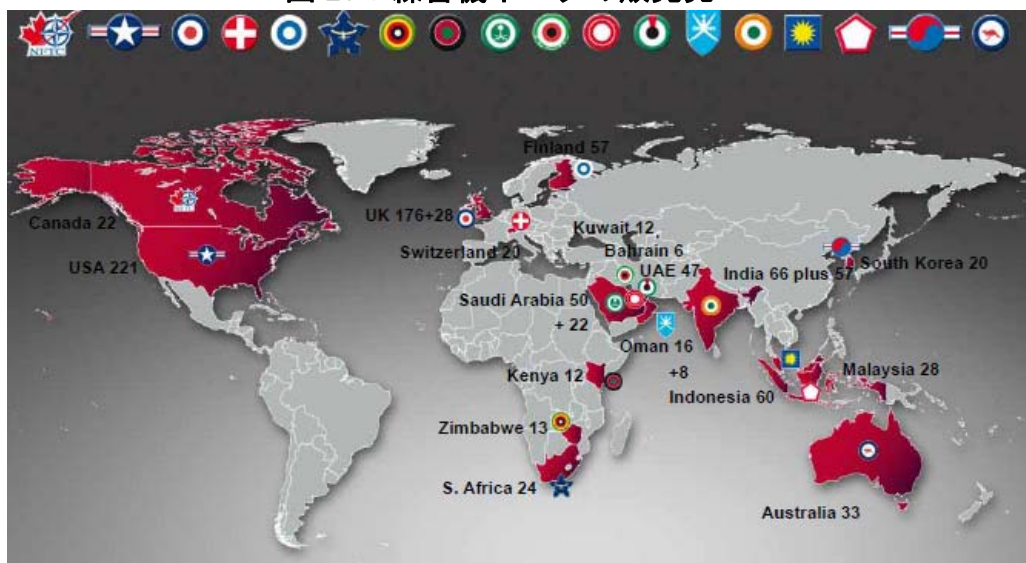 NFTC
Finland 57
Canada 22
UK 176+28
Kuwait 12,
Switzerland 20
Bahrain 6
USA 221
UAE 47
India 66 plus 57
South Korea 20
Saudi Arabia 50
+ 22
Oman 16
+8
Kenya 12
Malaysia 28
Indonesia 60
Zimbabwe 13
S. Africa 24
Australia 33